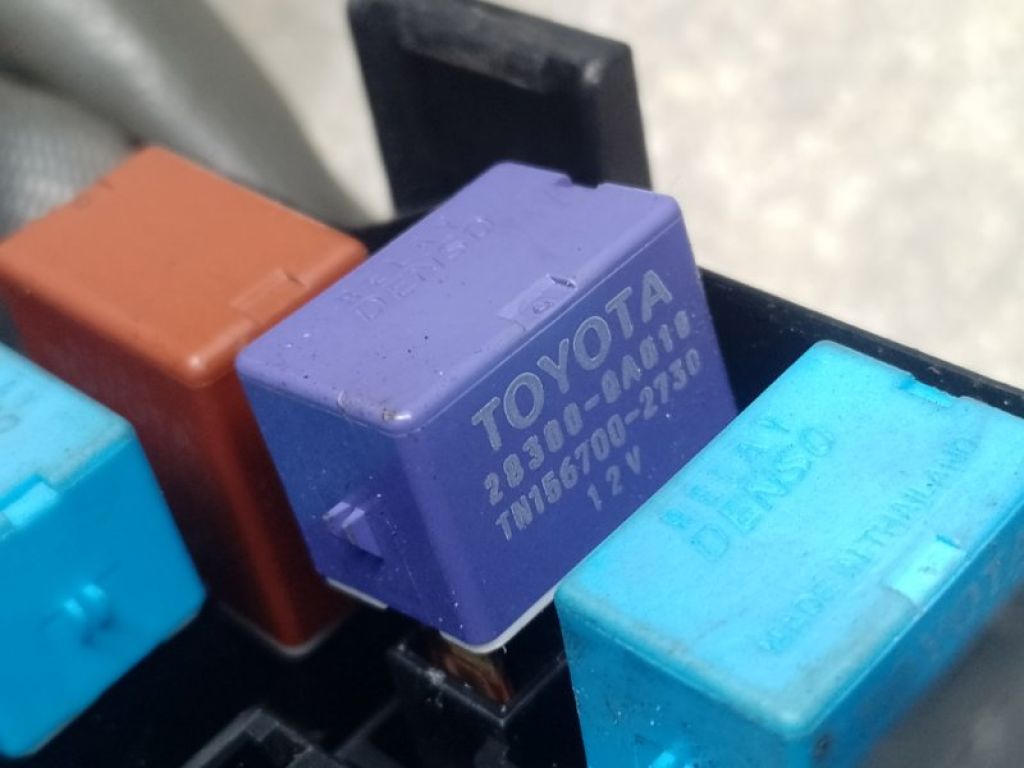 RELAY
DENSO
TOYOTA
28300-0A010
TN156700-2730
12V
RELAY
DENSO
MADE IN THAILAND